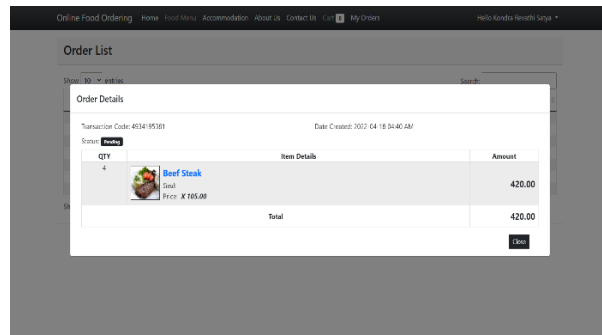 Online Food Ordering Home Food Menu Accommodation About Us Contact Us Cart My Orders Hello Kondra Revathi Satya
Order List
Show 10 entries Search:
Order Details
Transaction Code: 4934195381 Date Created: 2022-04-18 04:40 AM
Status: Pending
QTY Item Details Amount
4 Beef Steak 420.00
Price: X 105.00
Total 420.00
Close